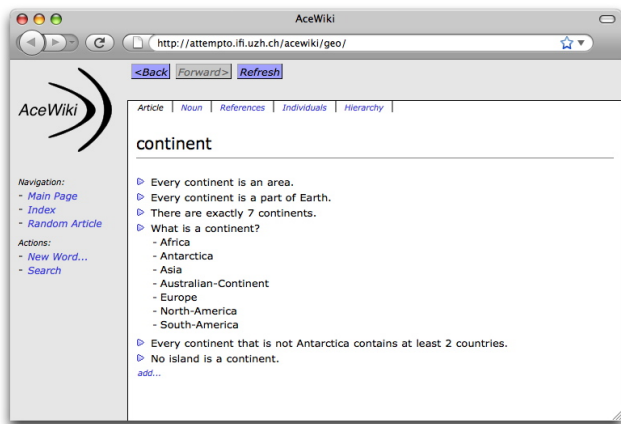 AceWiki
http://attempto.ifi.uzh.ch/acewiki/geo/
<Back Forward> Refresh
AceWiki
Article | Noun | References | Individuals | Hierarchy |
continent
Navigation:
- Main Page
- Index
- Random Article
Actions:
- New Word...
- Search
Every continent is an area.
Every continent is a part of Earth.
There are exactly 7 continents.
What is a continent?
- Africa
- Antarctica
- Asia
- Australian-Continent
- Europe
- North-America
- South-America
Every continent that is not Antarctica contains at least 2 countries.
No island is a continent.
add...